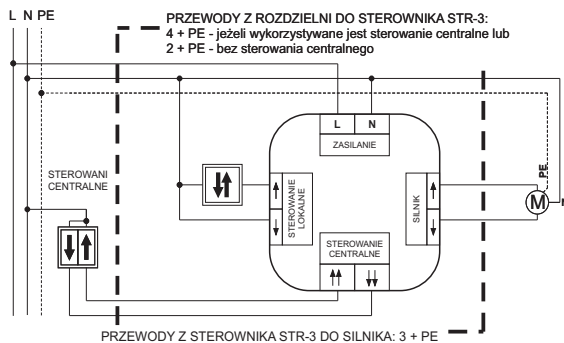 L N PE
PRZEWODY Z ROZDZIELNI DO STEROWNIKA STR-3:
4 + PE - jeżeli wykorzystywane jest sterowanie centralne lub
2 + PE - bez sterowania centralnego
L N
ZASILANIE
STEROWANI
CENTRALNE
STEROWANIE
LOKALNE
SILNIK
PE
M
STEROWANIE
CENTRALNE
PRZEWODY Z STEROWNIKA STR-3 DO SILNIKA: 3 + PE